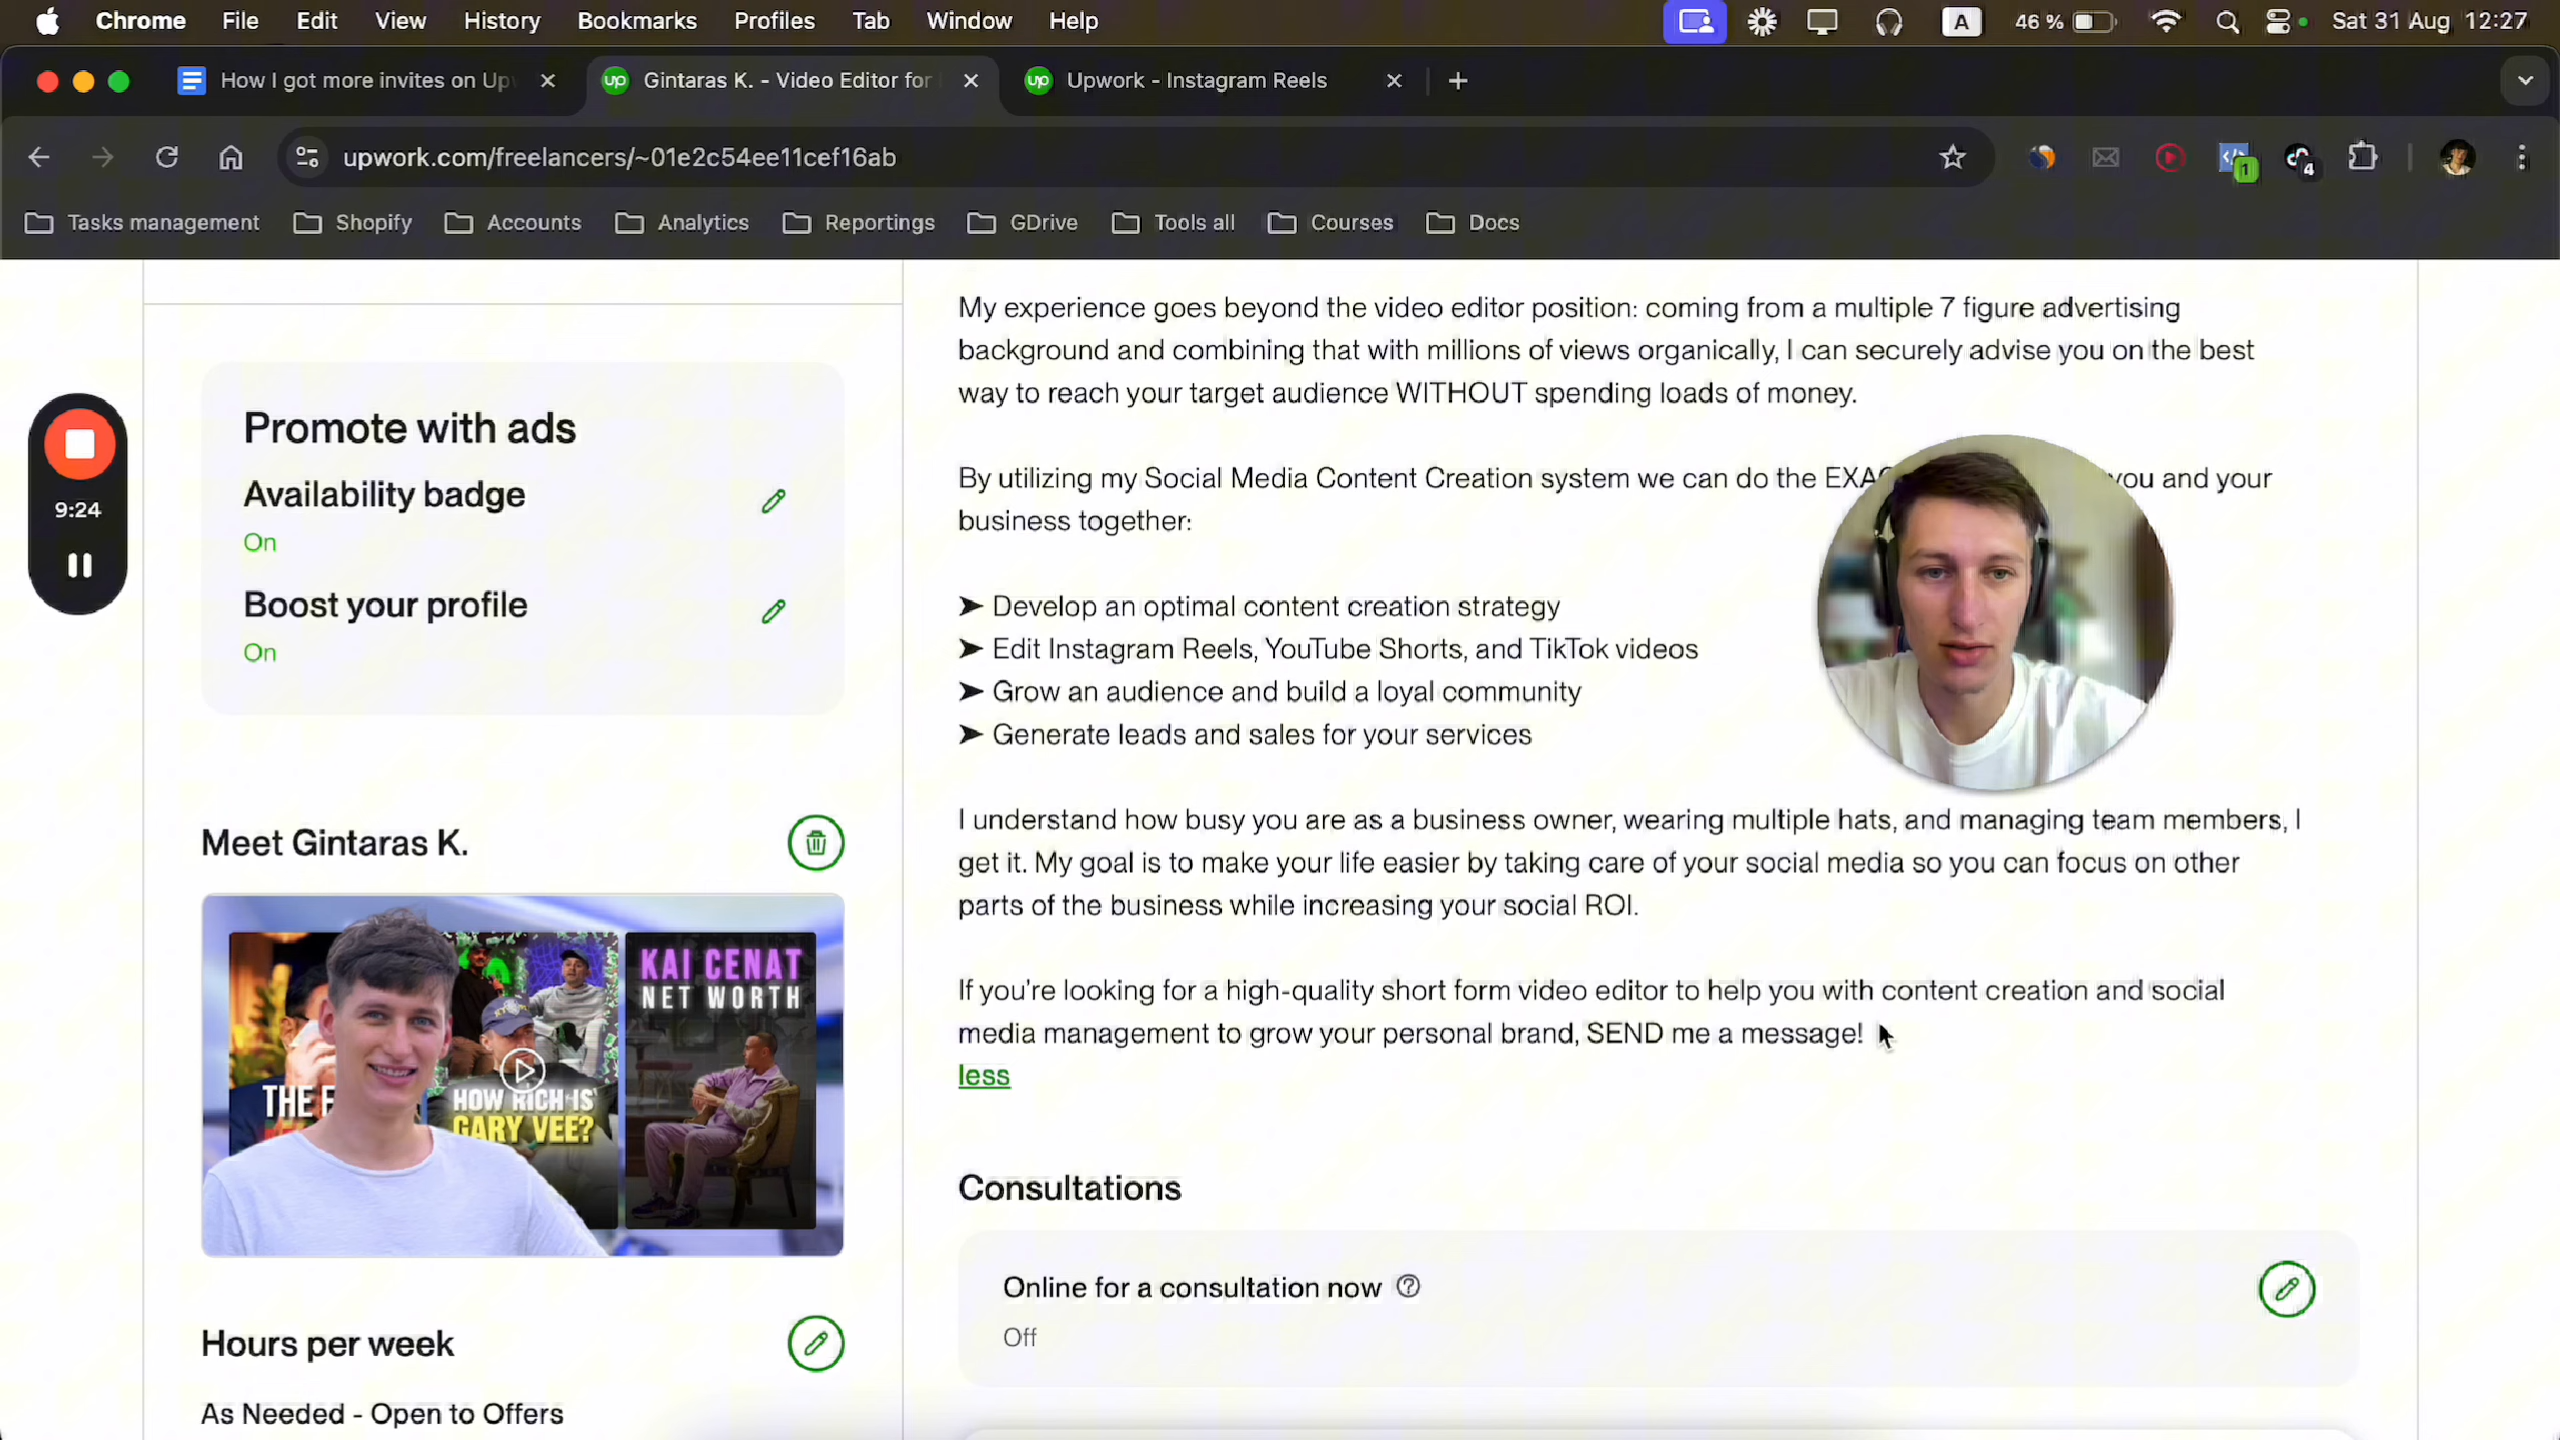 Chrome File Edit View History Bookmarks Profiles Tab Window Help A 46 % Sat 31 Aug 12:27
How I got more invites on Upw Gintaras K. - Video Editor for Upwork - Instagram Reels
upwork.com/freelancers/~01e2c54ee11cef16ab 1 4
Tasks management Shopify Accounts Analytics Reportings GDrive Tools all Courses Docs
9:24
Promote with ads
Availability badge
On
Boost your profile
On
Meet Gintaras K.
THE
HOW RICH IS
GARY VEE?
KAI CENAT
NET WORTH
Hours per week
As Needed - Open to Offers
My experience goes beyond the video editor position: coming from a multiple 7 figure advertising
background and combining that with millions of views organically, I can securely advise you on the best
way to reach your target audience WITHOUT spending loads of money.
By utilizing my Social Media Content Creation system we can do the you and your
business together:
➤ Develop an optimal content creation strategy
➤ Edit Instagram Reels, YouTube Shorts, and TikTok videos
➤ Grow an audience and build a loyal community
➤ Generate leads and sales for your services
I understand how busy you are as a business owner, wearing multiple hats, and managing team members, I
get it. My goal is to make your life easier by taking care of your social media so you can focus on other
parts of the business while increasing your social ROI.
If you're looking for a high-quality short form video editor to help you with content creation and social
media management to grow your personal brand, SEND me a message!
less
Consultations
Online for a consultation now
Off